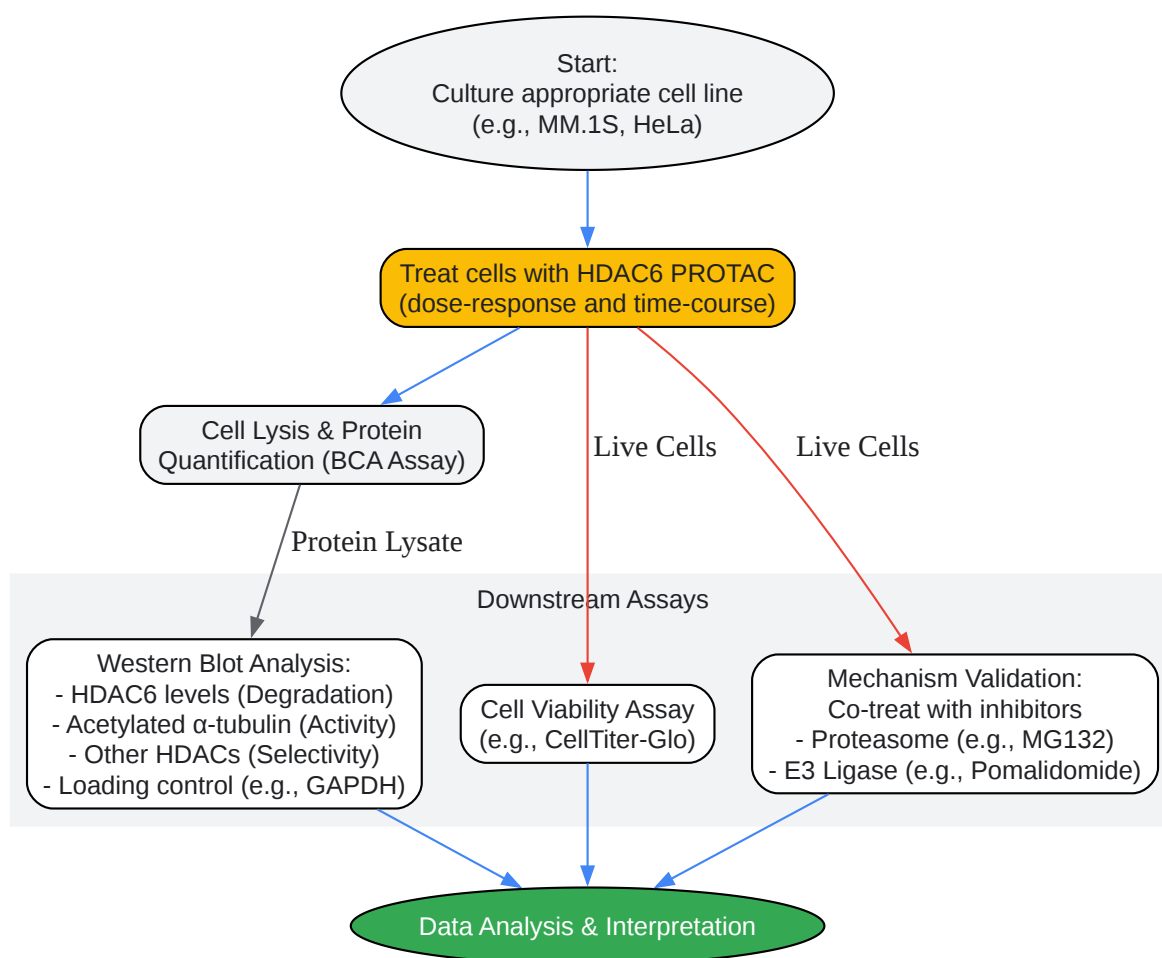 Start:
Culture appropriate cell line
(e.g., MM.1S, HeLa)
Treat cells with HDAC6 PROTAC
(dose-response and time-course)
Cell Lysis & Protein
Quantification (BCA Assay)
Live Cells
Live Cells
Protein Lysate
Downstream Assays
Western Blot Analysis:
- HDAC6 levels (Degradation)
- Acetylated α-tubulin (Activity)
- Other HDACs (Selectivity)
- Loading control (e.g., GAPDH)
Cell Viability Assay
(e.g., CellTiter-Glo)
Mechanism Validation:
Co-treat with inhibitors
- Proteasome (e.g., MG132)
- E3 Ligase (e.g., Pomalidomide)
Data Analysis & Interpretation